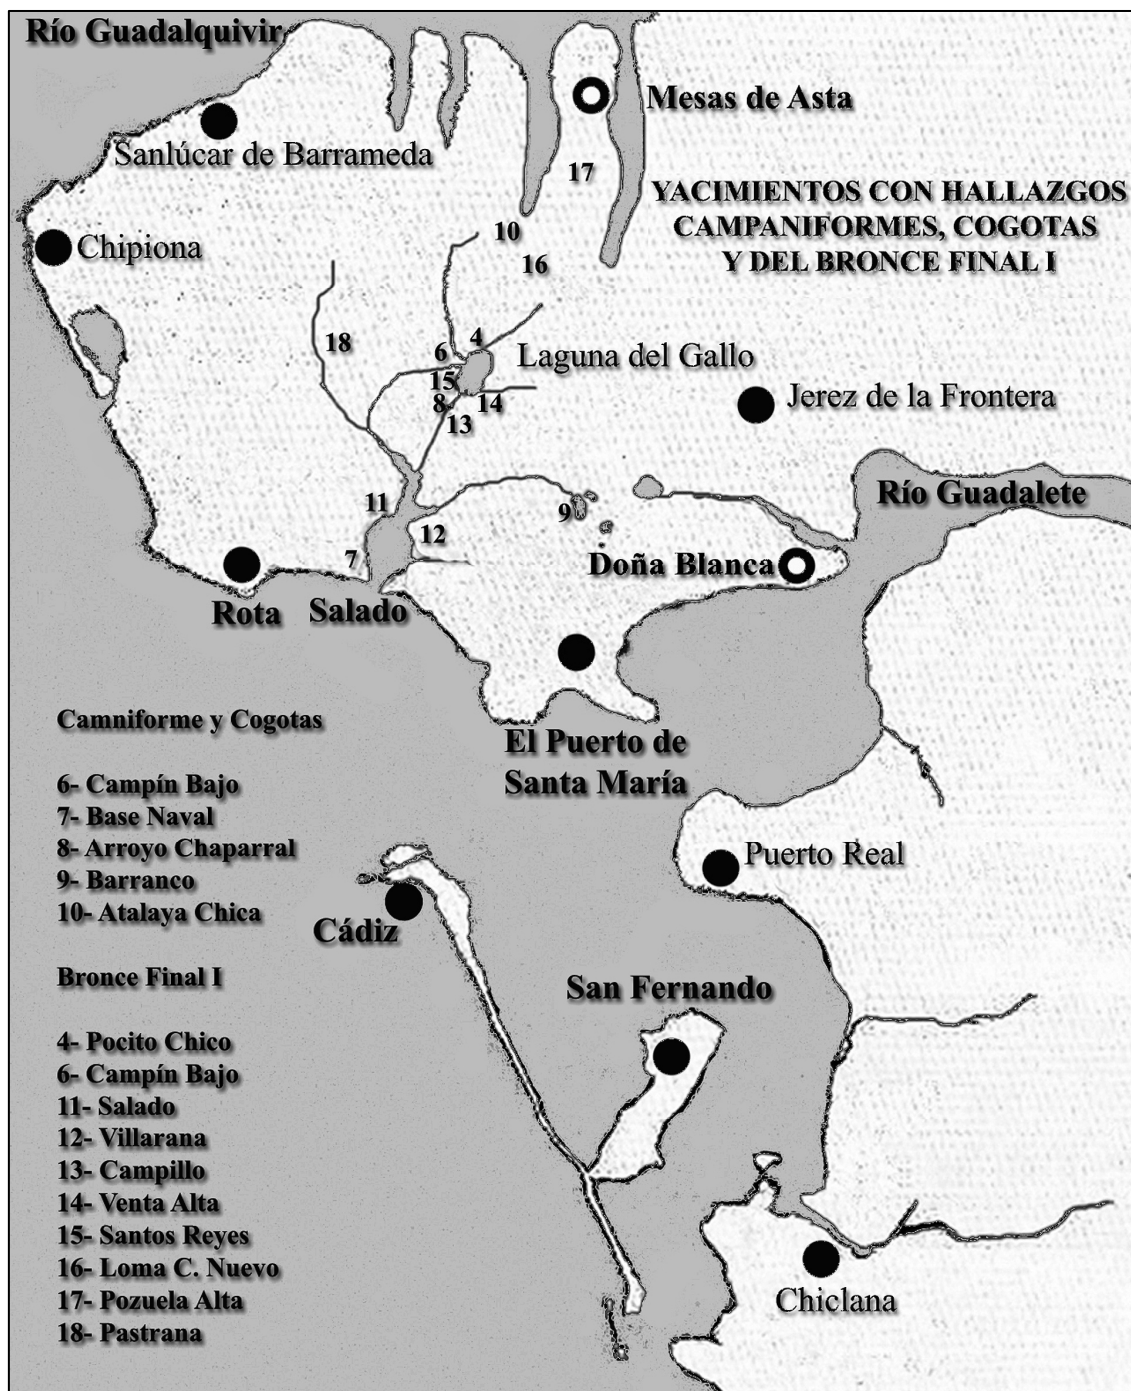 Río Guadalquivir
Mesas de Asta
Sanlúcar de Barrameda
17
YACIMIENTOS CON HALLAZGOS
CAMPANIFORMES, COGOTAS
Y DEL BRONCE FINAL I
10
Chipiona
16
18
4
6
Laguna del Gallo
15
8
14
13
Jerez de la Frontera
11
9
Río Guadalete
12
7
Doña Blanca
Rota
Salado
El Puerto de
Santa María
Camniforme y Cogotas
6- Campín Bajo
7- Base Naval
8- Arroyo Chaparral
9- Barranco
10- Atalaya Chica
Puerto Real
Cádiz
San Fernando
Bronce Final I
4- Pocito Chico
6- Campín Bajo
11- Salado
12- Villarana
13- Campillo
14- Venta Alta
15- Santos Reyes
16- Loma C. Nuevo
17- Pozuela Alta
18- Pastrana
Chiclana